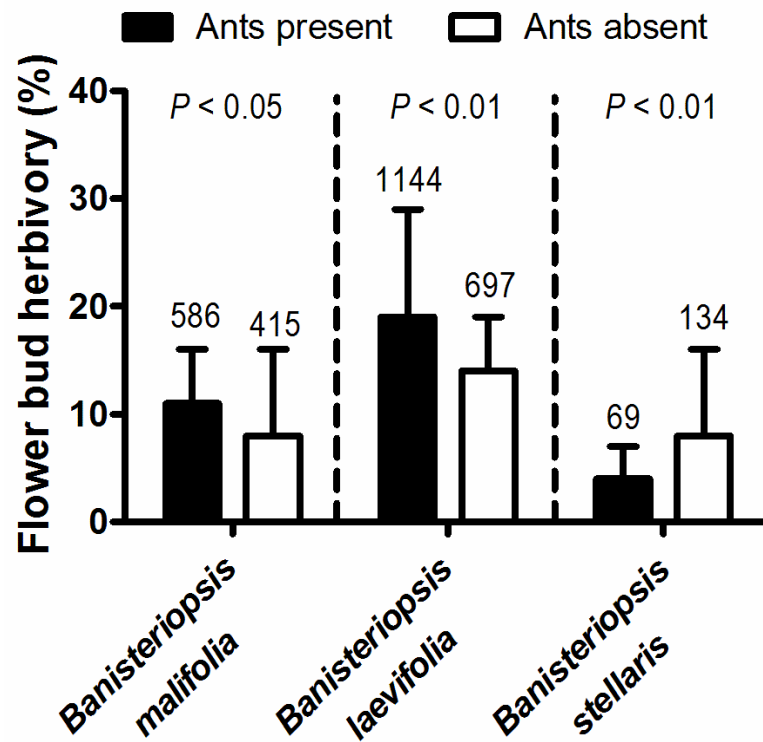 Ants present Ants absent
Flower bud herbivory (%)
40
30
20
10
0
P < 0.05 P < 0.01 P < 0.01
586 415 1144 697 69 134
Banisteriopsis
malifolia
Banisteriopsis
laevifolia
Banisteriopsis
stellaris